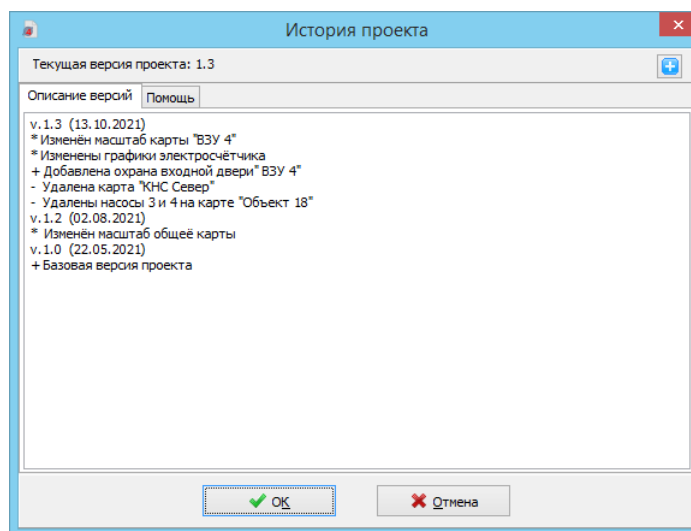 История проекта
Текущая версия проекта: 1.3
Описание версий Помощь
v.1.3 (13.10.2021)
* Изменён масштаб карты "ВЗУ 4"
* Изменены графики электросчётчика
+ Добавлена охрана входной двери" ВЗУ 4"
- Удалена карта "КНС Север"
- Удалены насосы 3 и 4 на карте "Объект 18"
v.1.2 (02.08.2021)
* Изменён масштаб общеё карты
v.1.0 (22.05.2021)
+ Базовая версия проекта
OK Отмена